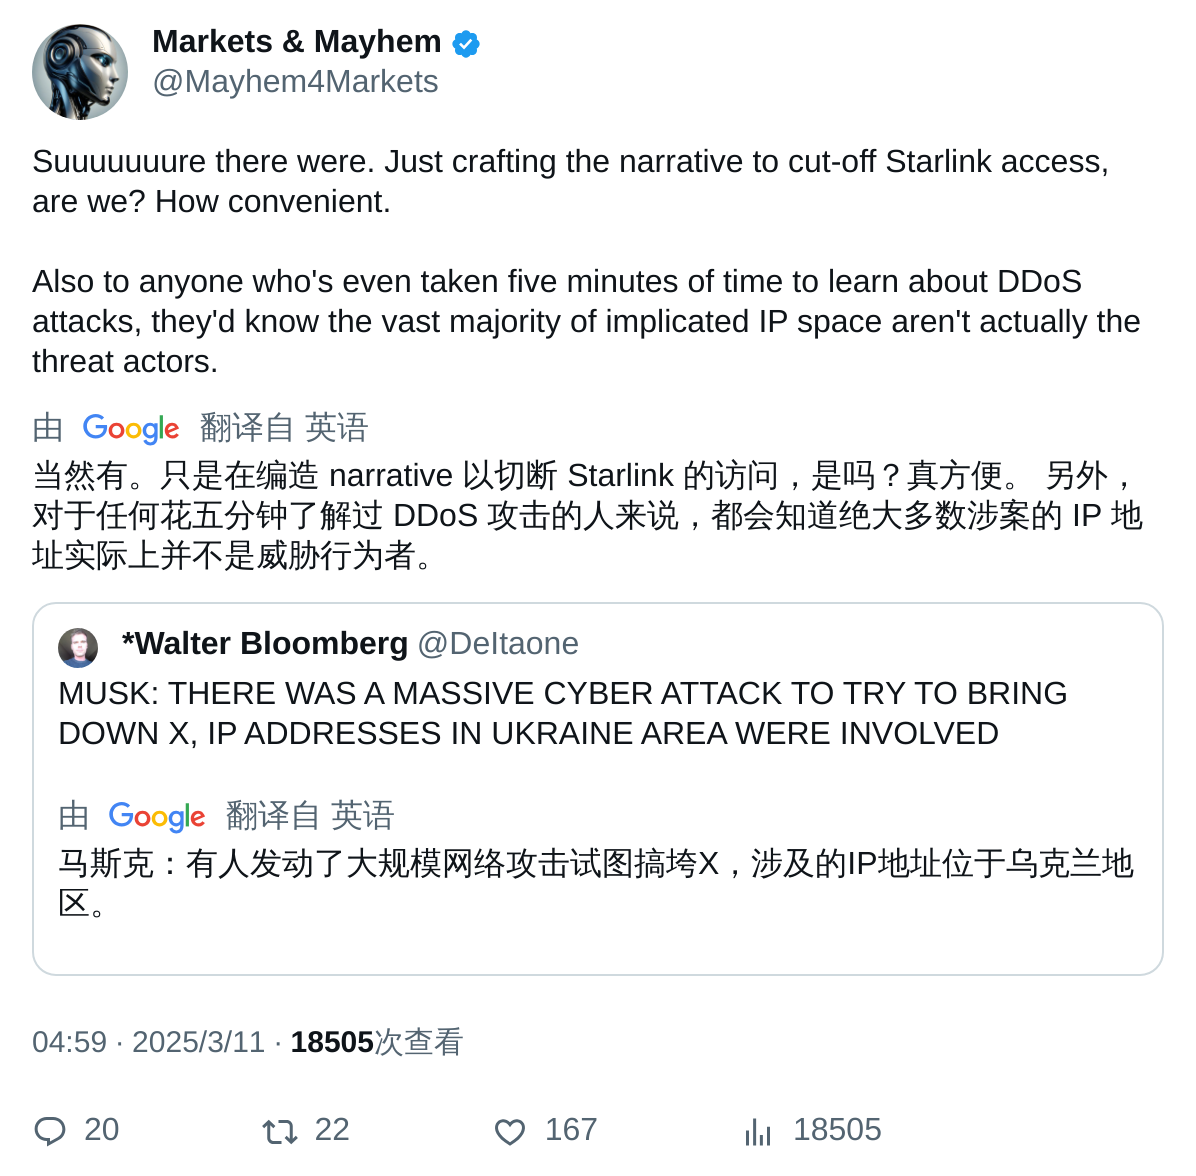 Markets & Mayhem
@Mayhem4Markets
Suuuuuuure there were. Just crafting the narrative to cut-off Starlink access,
are we? How convenient.
Also to anyone who's even taken five minutes of time to learn about DDoS
attacks, they'd know the vast majority of implicated IP space aren't actually the
threat actors.
由 Google 翻译自 英语
当然有。只是在编造 narrative 以切断 Starlink 的访问，是吗？真方便。 另外，
对于任何花五分钟了解过 DDoS 攻击的人来说，都会知道绝大多数涉案的 IP 地
址实际上并不是威胁行为者。
*Walter Bloomberg @DeItaone
MUSK: THERE WAS A MASSIVE CYBER ATTACK TO TRY TO BRING
DOWN X, IP ADDRESSES IN UKRAINE AREA WERE INVOLVED
由 Google 翻译自 英语
马斯克：有人发动了大规模网络攻击试图搞垮X，涉及的IP地址位于乌克兰地
区。
04:59 · 2025/3/11 · 18505次查看
20 22 167 18505